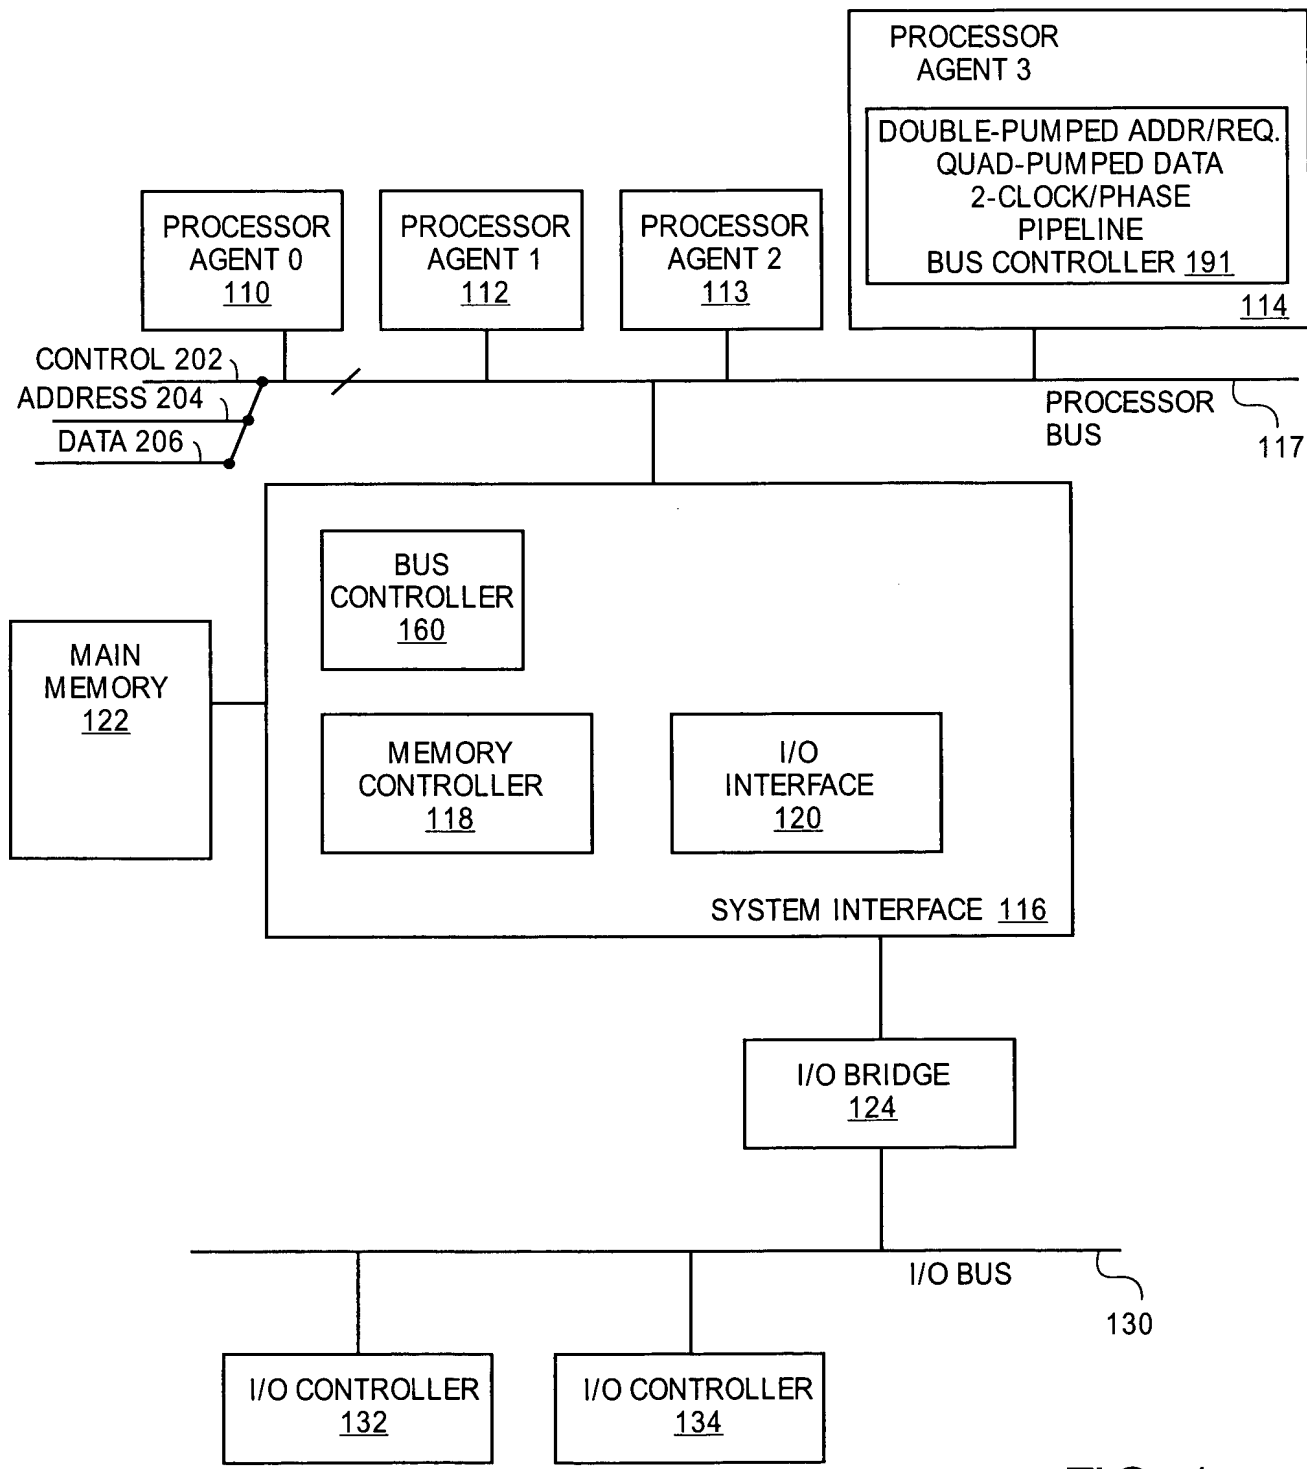 PROCESSOR
AGENT 3
DOUBLE-PUMPED ADDR/REQ.
QUAD-PUMPED DATA
2-CLOCK/PHASE
PIPELINE
BUS CONTROLLER 191
114
PROCESSOR
AGENT 0
110
PROCESSOR
AGENT 1
112
PROCESSOR
AGENT 2
113
CONTROL 202
ADDRESS 204
DATA 206
PROCESSOR
BUS
117
BUS
CONTROLLER
160
MAIN
MEMORY
122
MEMORY
CONTROLLER
118
I/O
INTERFACE
120
SYSTEM INTERFACE 116
I/O BRIDGE
124
I/O BUS
130
I/O CONTROLLER
132
I/O CONTROLLER
134